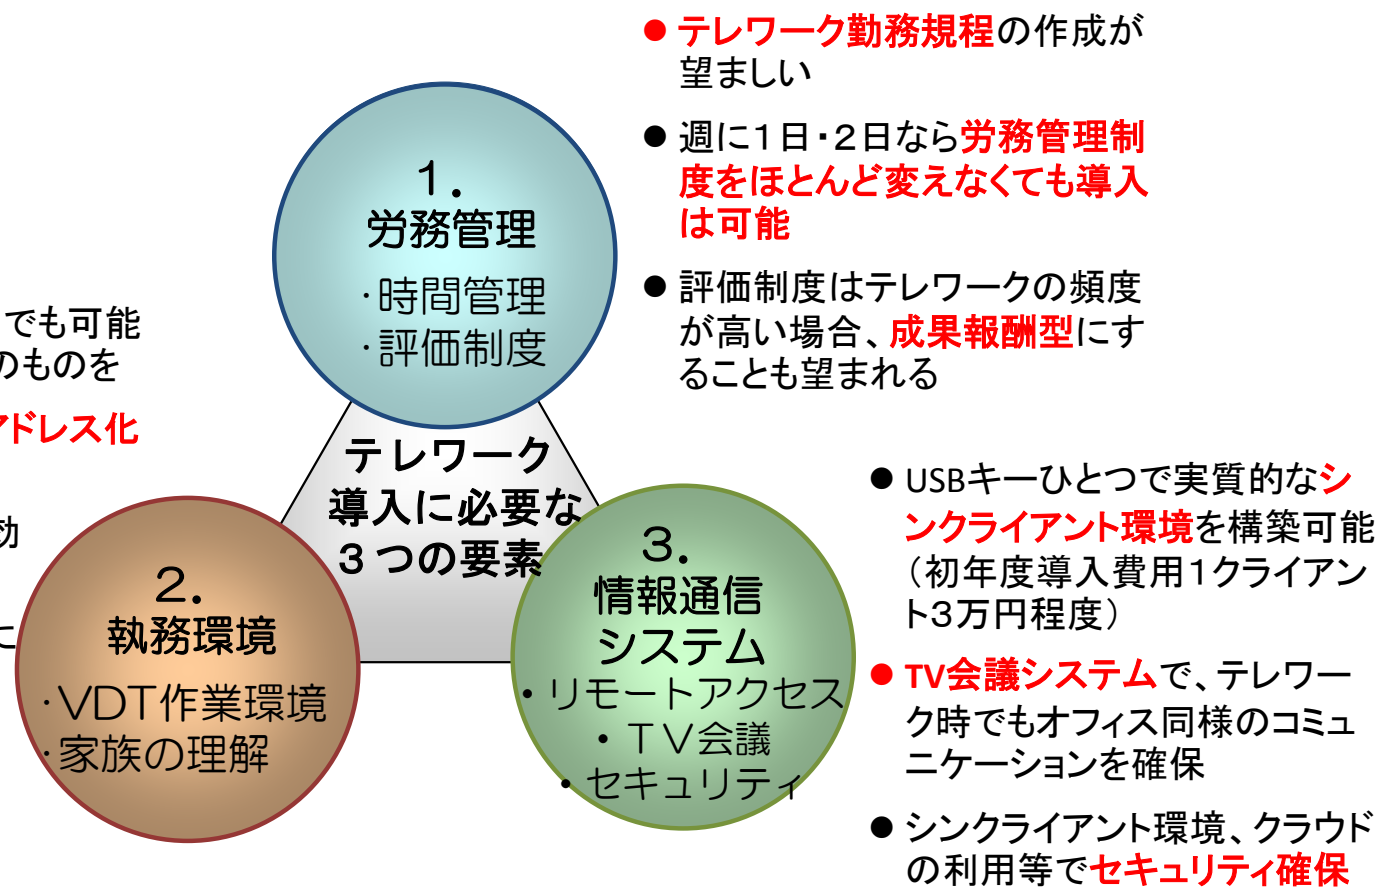 ● テレワーク勤務規程の作成が
望ましい
● 週に１日・２日なら労務管理制
度をほとんど変えなくても導入
は可能
● 評価制度はテレワークの頻度
が高い場合、成果報酬型にす
ることも望まれる
１．
労務管理
・時間管理
・評価制度
でも可能
のものを
アドレス化
効
に
テレワーク
導入に必要な
３つの要素
２．
執務環境
・ＶＤＴ作業環境
・家族の理解
３．
情報通信
システム
・リモートアクセス
・ＴＶ会議
・セキュリティ
● USBキーひとつで実質的なシ
ンクライアント環境を構築可能
（初年度導入費用１クライアン
ト３万円程度）
● TV会議システムで、テレワー
ク時でもオフィス同様のコミュ
ニケーションを確保
● シンクライアント環境、クラウド
の利用等でセキュリティ確保